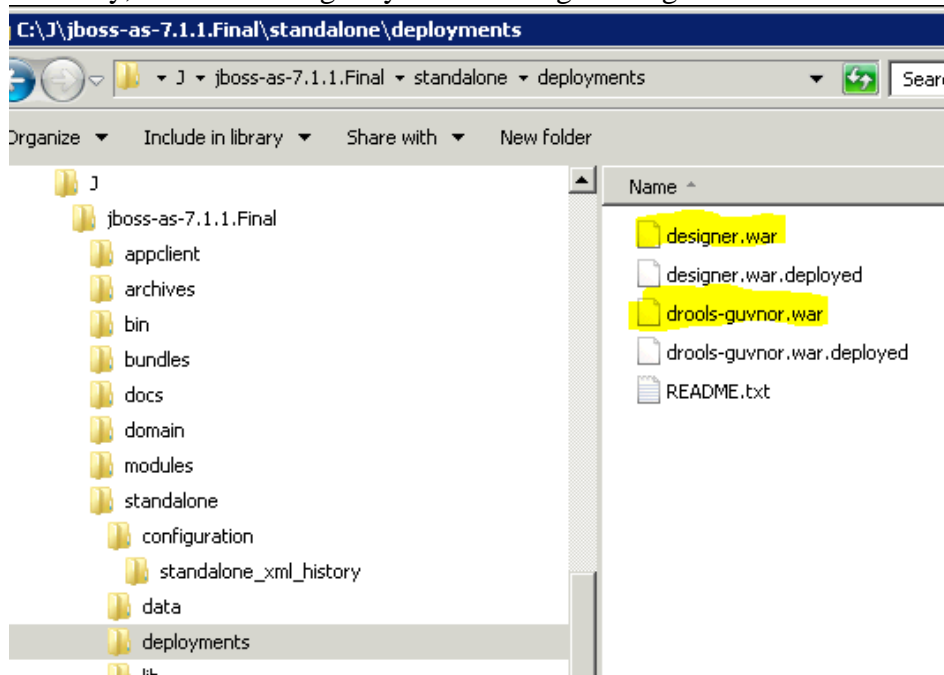 C:\J\jboss-as-7.1.1.Final\standalone\deployments
J jboss-as-7.1.1.Final standalone deployments
Organize Include in library Share with New folder
J
jboss-as-7.1.1.Final
appclient
archives
bin
bundles
docs
domain
modules
standalone
configuration
standalone_xml_history
data
deployments
lib
Name
designer.war
designer.war.deployed
drools-guvnor.war
drools-guvnor.war.deployed
README.txt